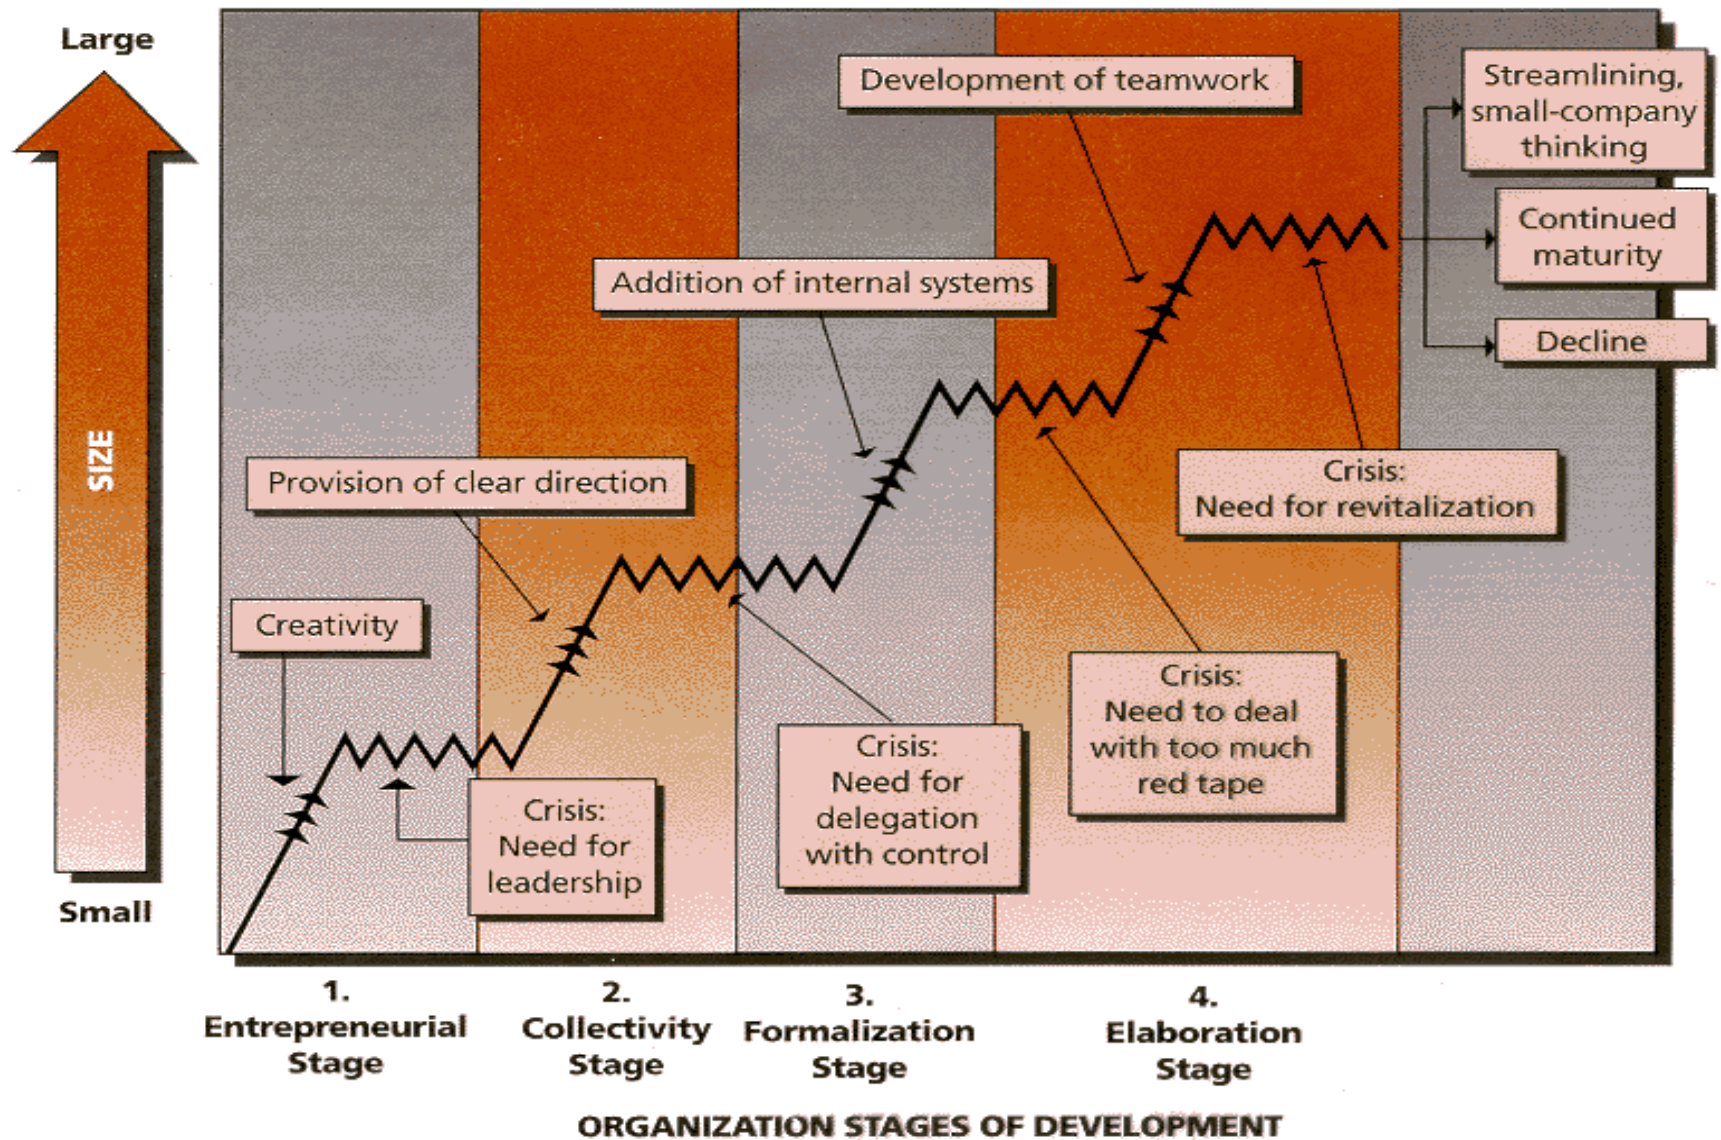 Large
SIZE
Small
Development of teamwork
Streamlining,
small-company
thinking
Continued
maturity
Decline
Addition of internal systems
Crisis:
Need for revitalization
Provision of clear direction
Creativity
Crisis:
Need to deal
with too much
red tape
Crisis:
Need for
delegation
with control
Crisis:
Need for
leadership
1.
Entrepreneurial
Stage
2.
Collectivity
Stage
3.
Formalization
Stage
4.
Elaboration
Stage
ORGANIZATION STAGES OF DEVELOPMENT